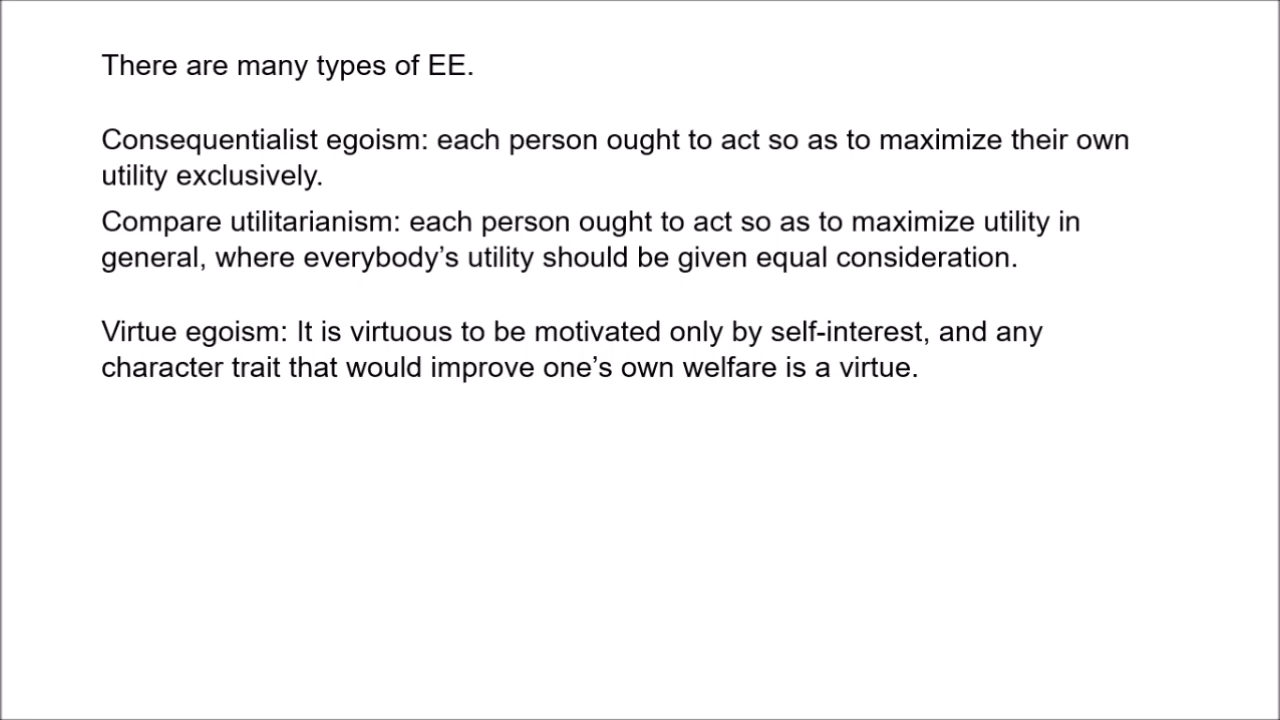 There are many types of EE.
Consequentialist egoism: each person ought to act so as to maximize their own
utility exclusively.
Compare utilitarianism: each person ought to act so as to maximize utility in
general, where everybody’s utility should be given equal consideration.
Virtue egoism: It is virtuous to be motivated only by self-interest, and any
character trait that would improve one’s own welfare is a virtue.